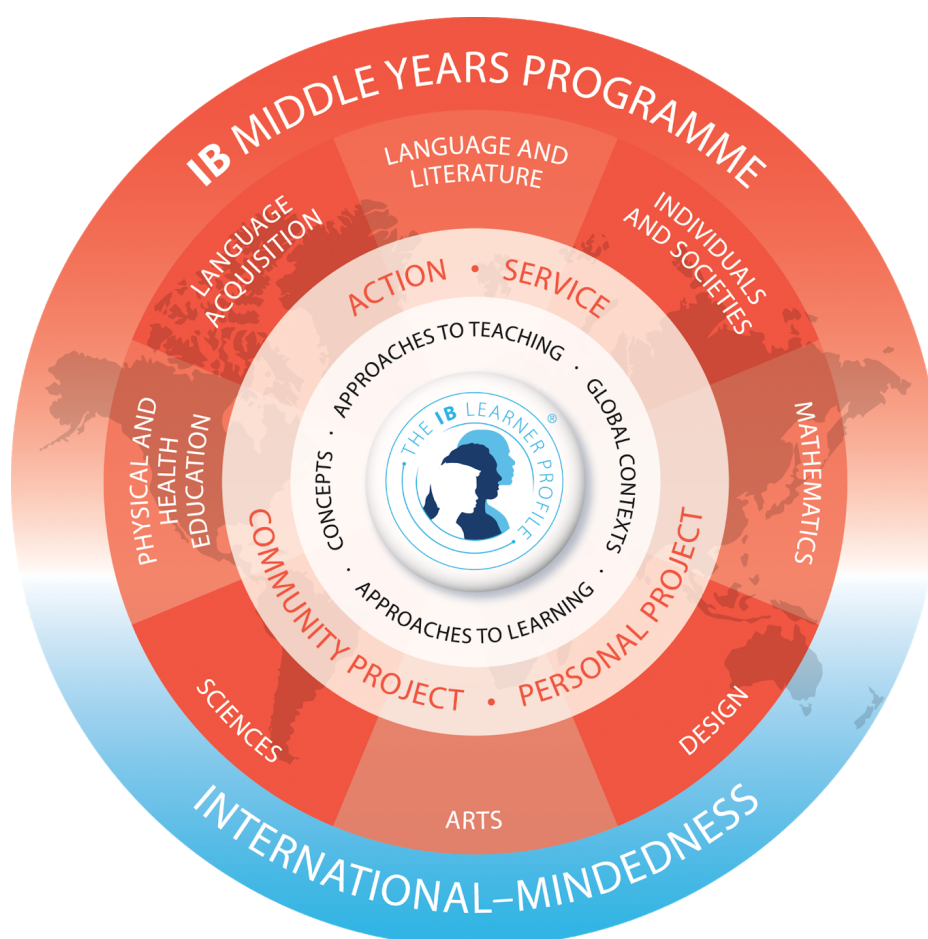 IB MIDDLE YEARS PROGRAMME
LANGUAGE AND
LITERATURE
INDIVIDUALS
AND SOCIETIES
MATHEMATICS
DESIGN
ARTS
SCIENCES
PHYSICAL AND
HEALTH
EDUCATION
LANGUAGE
ACQUISITION
ACTION • SERVICE
PERSONAL PROJECT
•
COMMUNITY PROJECT
APPROACHES TO TEACHING
·
GLOBAL CONTEXTS
·
APPROACHES TO LEARNING
·
CONCEPTS
·
• THE IB LEARNER PROFILE •
®
INTERNATIONAL–MINDEDNESS